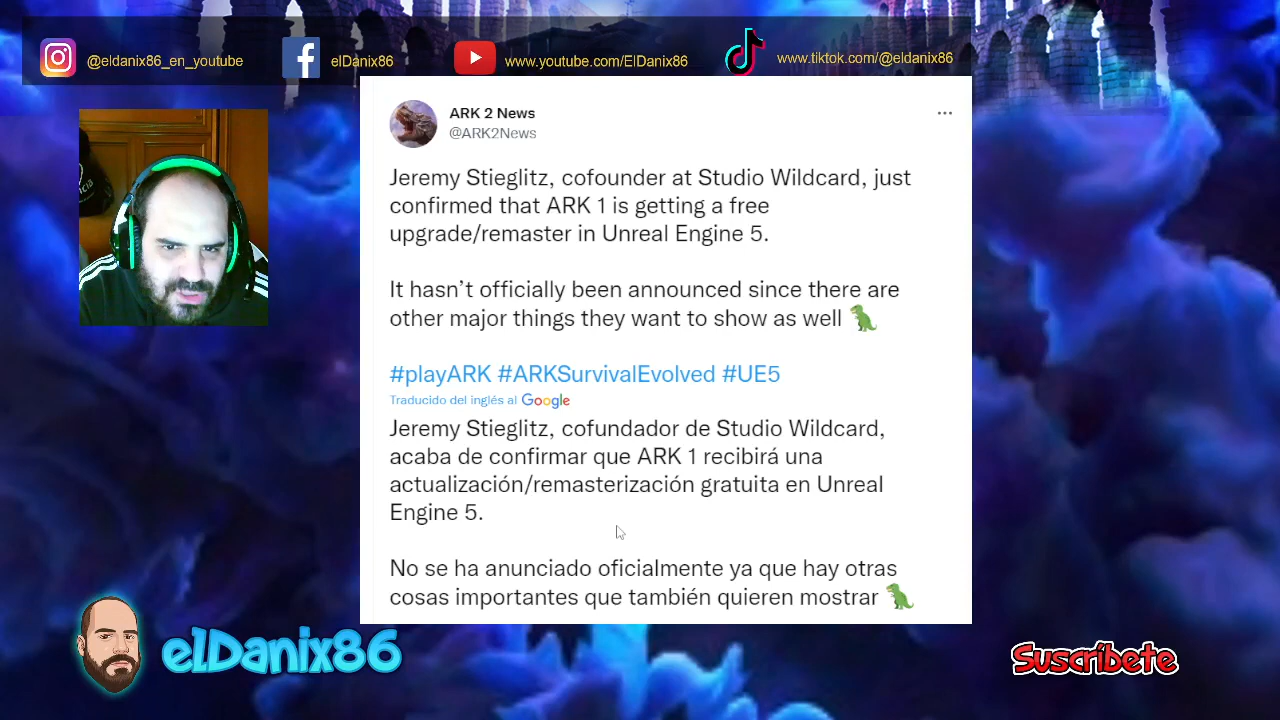 @eldanix86_en_youtube
elDanix86
www.youtube.com/ElDanix86
www.tiktok.com/@eldanix86
ARK 2 News
@ARK2News
Jeremy Stieglitz, cofounder at Studio Wildcard, just
confirmed that ARK 1 is getting a free
upgrade/remaster in Unreal Engine 5.
It hasn't officially been announced since there are
other major things they want to show as well
#playARK #ARKSurvivalEvolved #UE5
Traducido del inglés al Google
Jeremy Stieglitz, cofundador de Studio Wildcard,
acaba de confirmar que ARK 1 recibirá una
actualización/remasterización gratuita en Unreal
Engine 5.
No se ha anunciado oficialmente ya que hay otras
cosas importantes que también quieren mostrar
elDanix86
Suscríbete